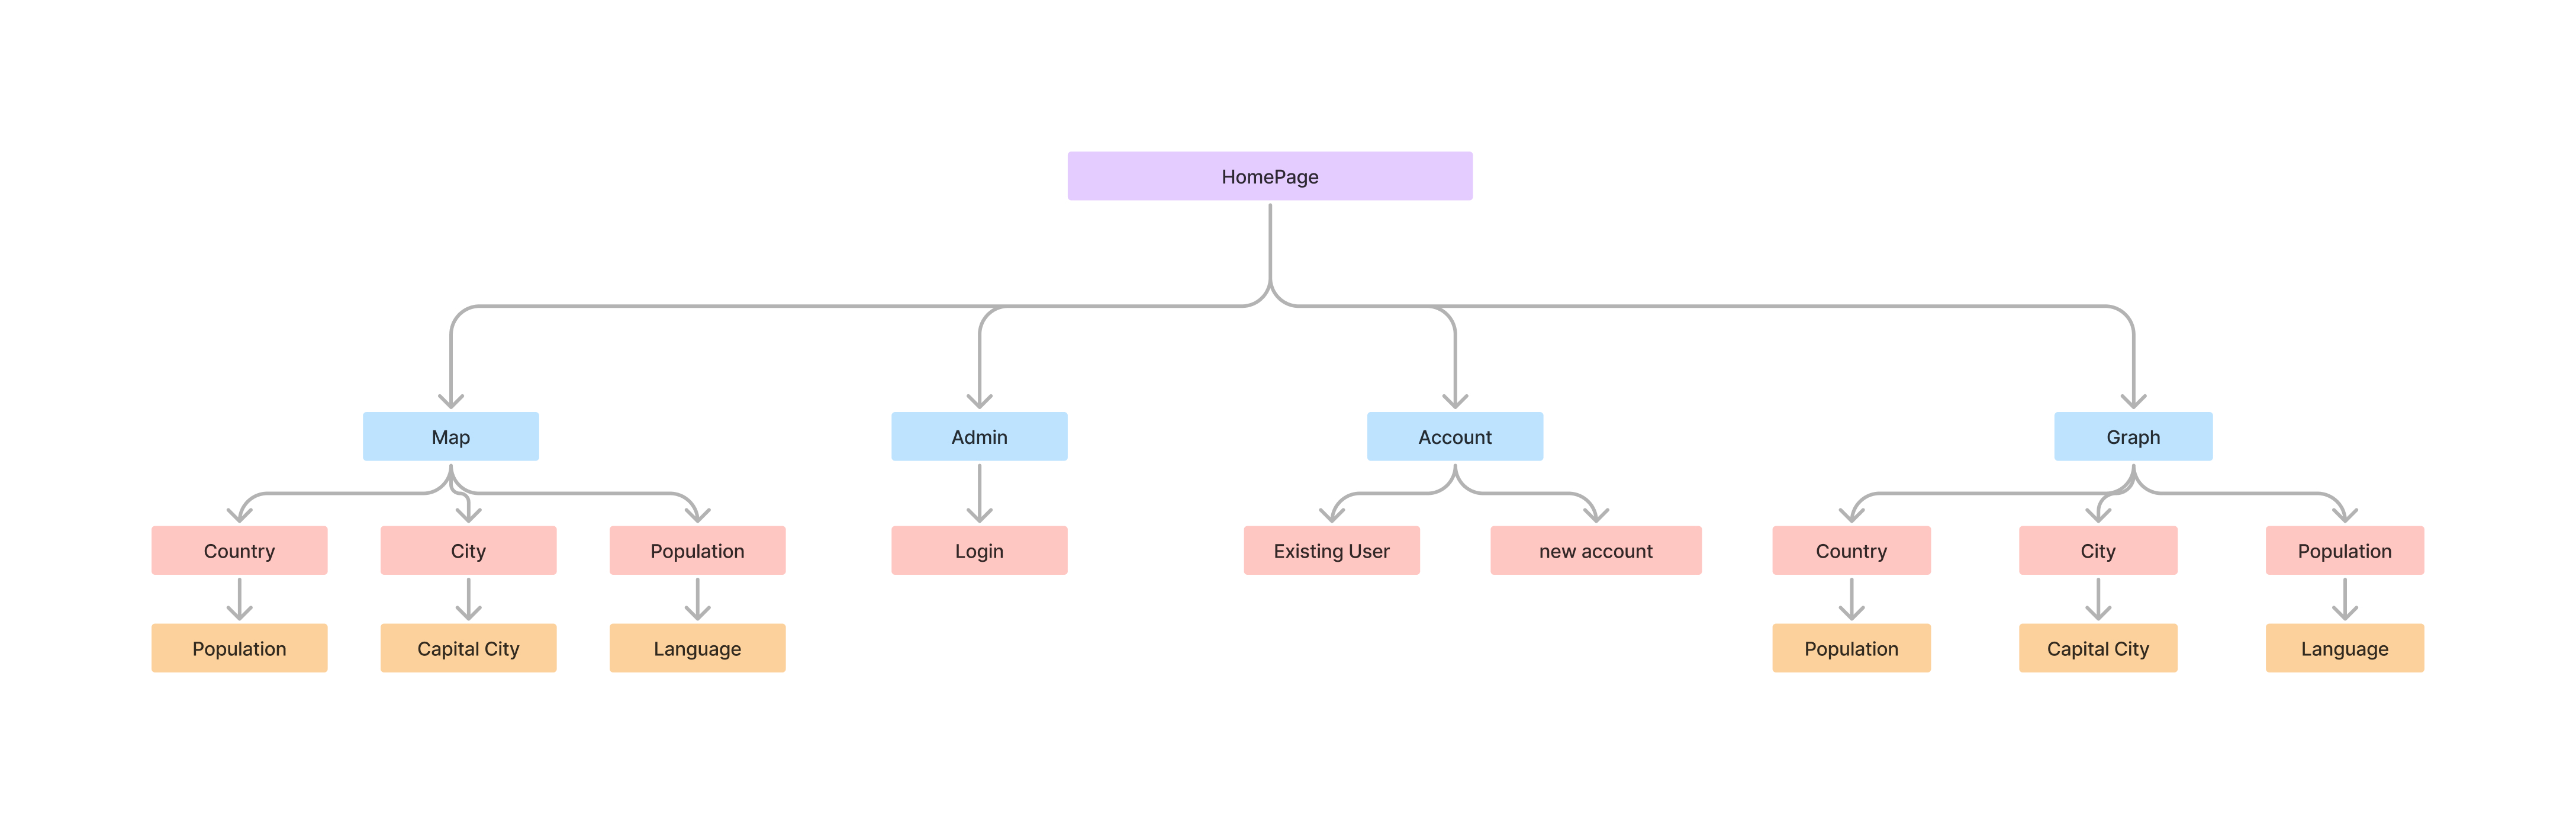 HomePage
Map
Admin
Account
Graph
Country
City
Population
Login
Existing User
new account
Country
City
Population
Population
Capital City
Language
Population
Capital City
Language